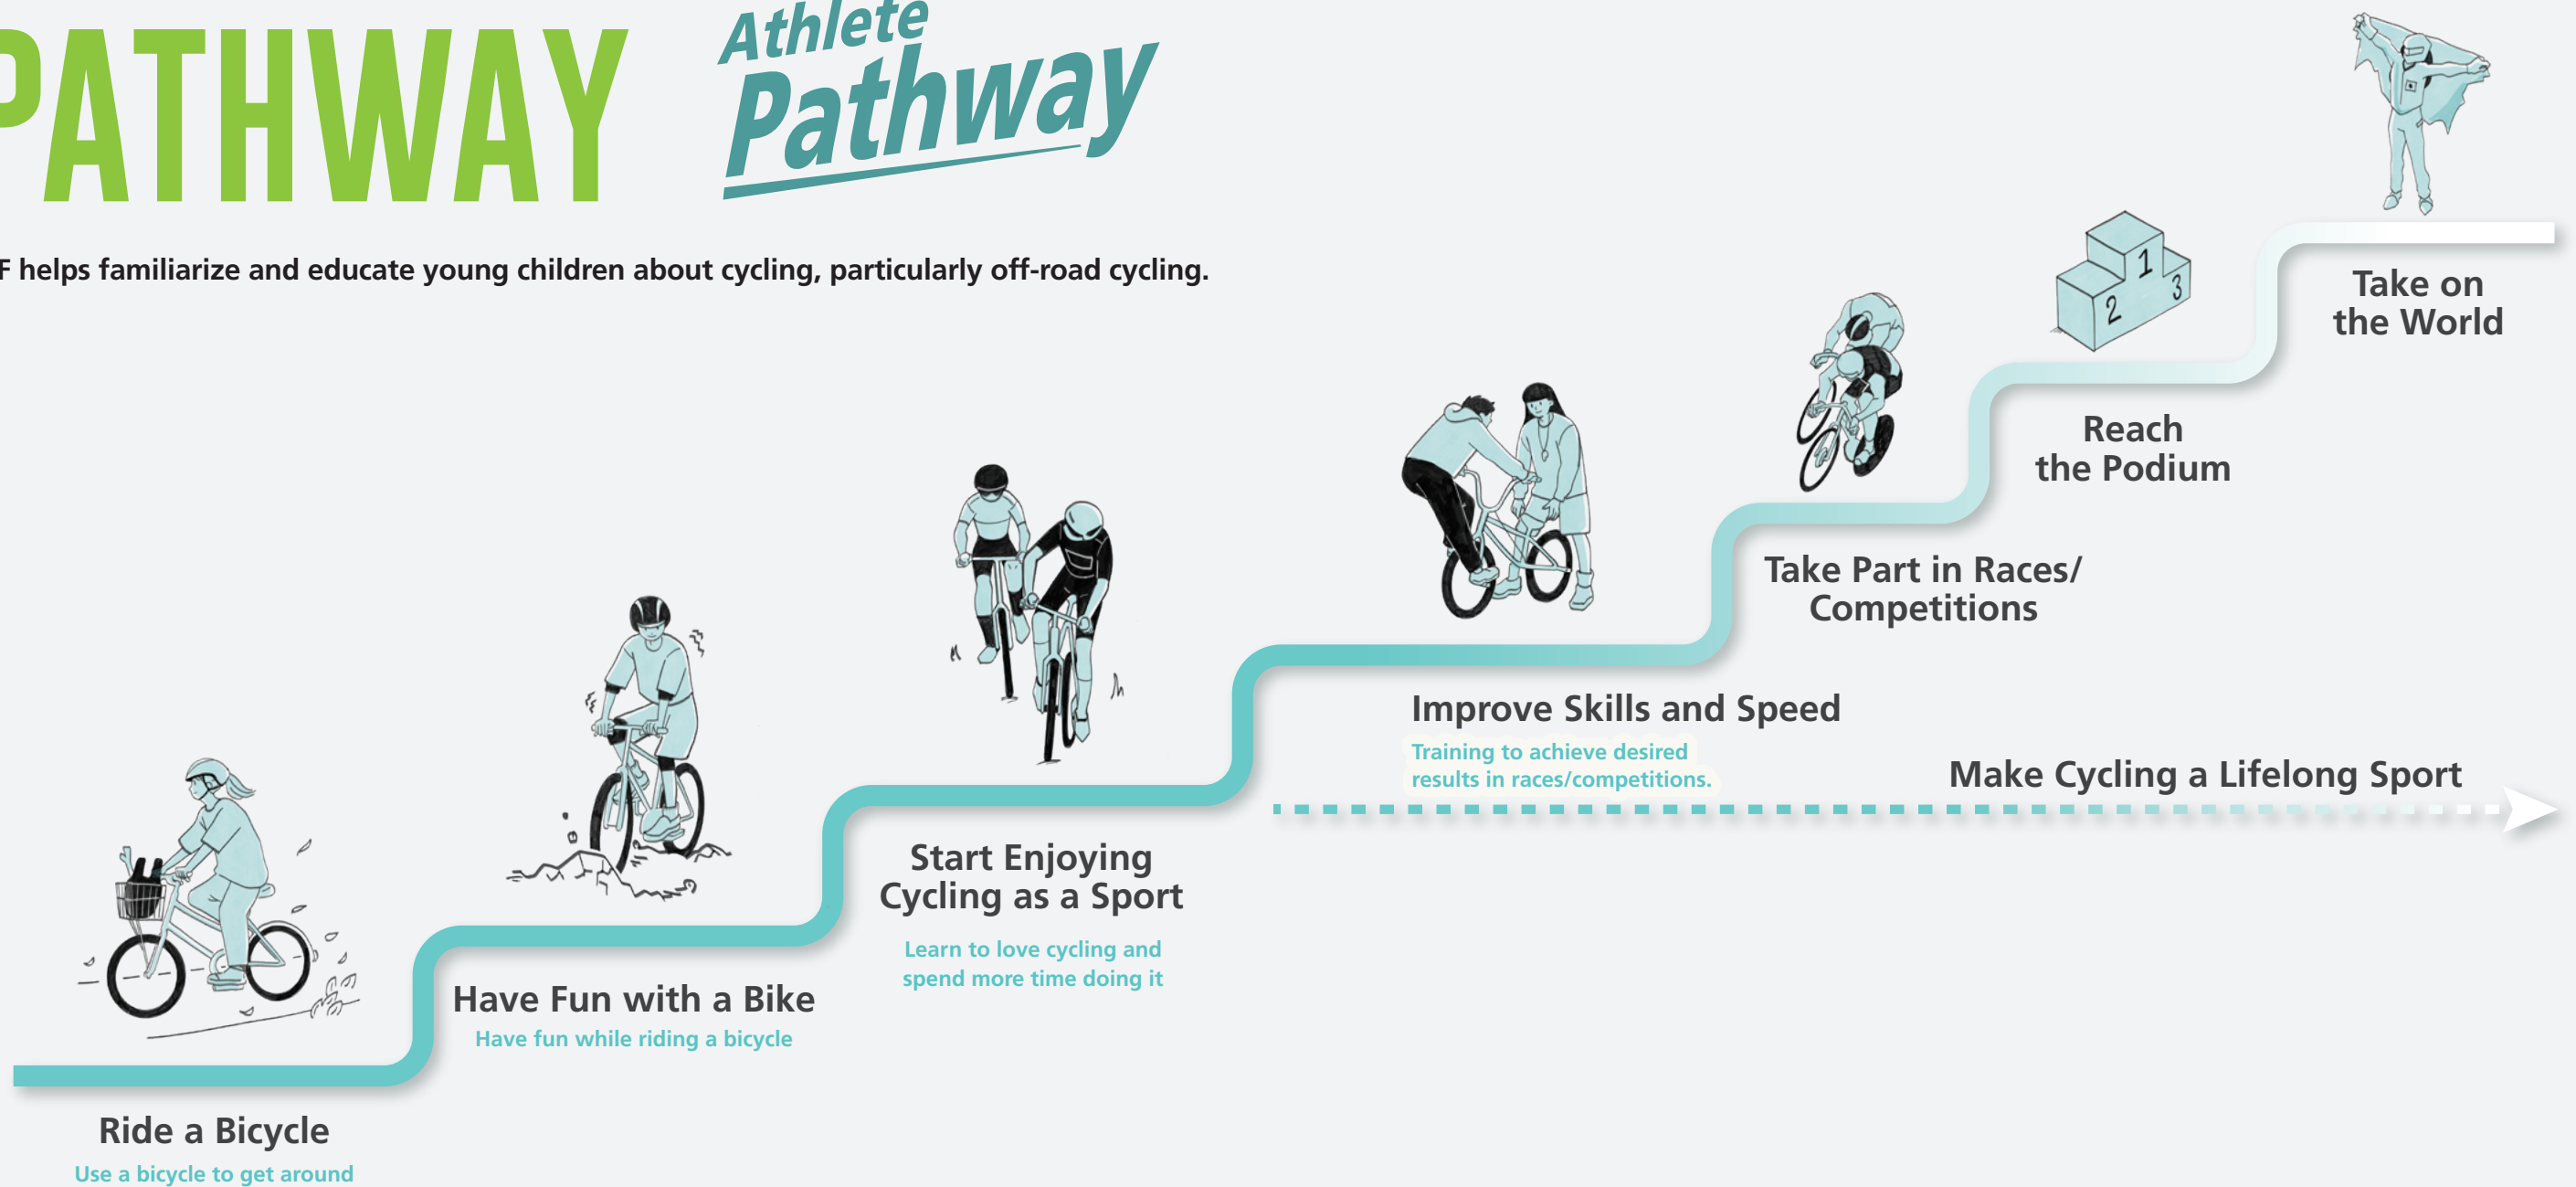 PATHWAY
Athlete
Pathway
F helps familiarize and educate young children about cycling, particularly off-road cycling.
Take on
the World
1
2
3
Reach
the Podium
Take Part in Races/
Competitions
Improve Skills and Speed
Training to achieve desired
results in races/competitions.
Make Cycling a Lifelong Sport
Start Enjoying
Cycling as a Sport
Learn to love cycling and
spend more time doing it
Have Fun with a Bike
Have fun while riding a bicycle
Ride a Bicycle
Use a bicycle to get around